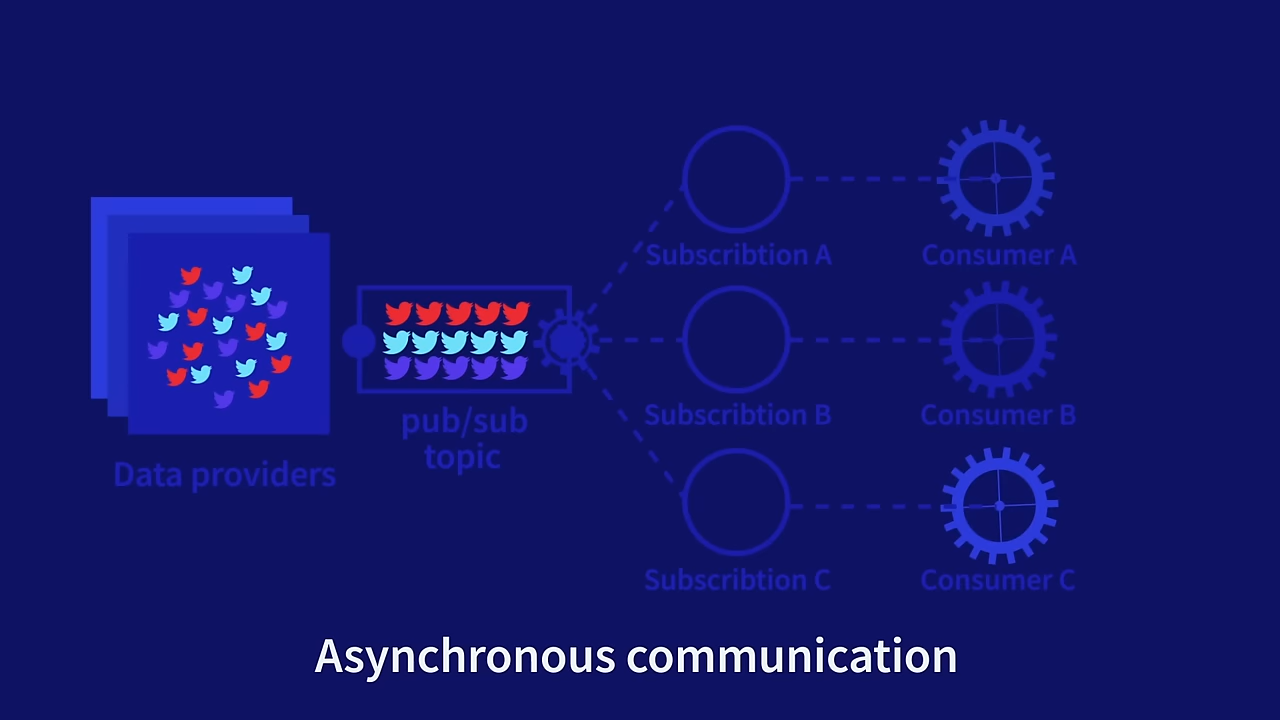 Subscribtion A
Consumer A
Subscribtion B
Consumer B
pub/sub
topic
Data providers
Subscribtion C
Consumer C
Asynchronous communication